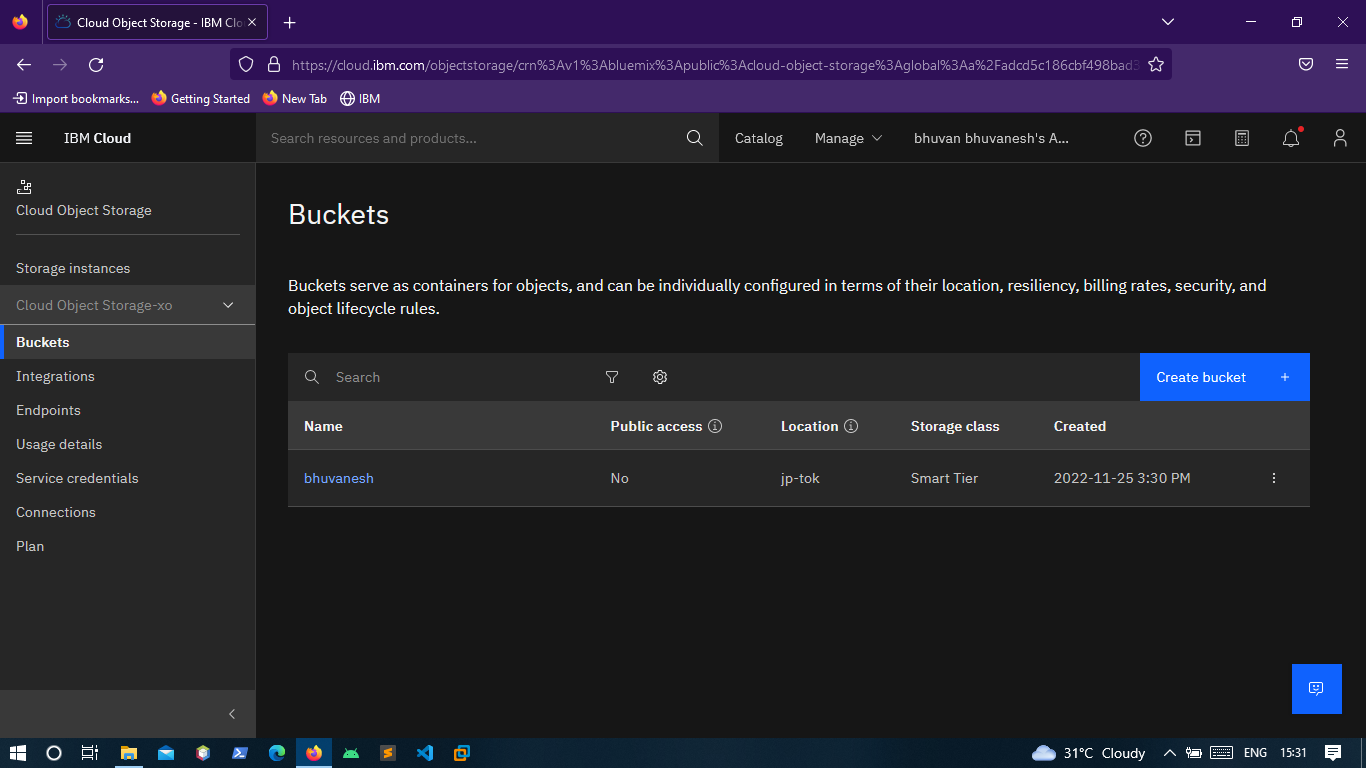 Cloud Object Storage - IBM Clo
https://cloud.ibm.com/objectstorage/crn%3Av1%3Abluemix%3Apublic%3Acloud-object-storage%3Aglobal%3Aa%2Fadcd5c186cbf498bad3
Import bookmarks... Getting Started New Tab IBM
IBM Cloud Search resources and products... Catalog Manage bhuvan bhuvanesh's A...
Cloud Object Storage
Storage instances
Cloud Object Storage-xo
Buckets
Integrations
Endpoints
Usage details
Service credentials
Connections
Plan
Buckets
Buckets serve as containers for objects, and can be individually configured in terms of their location, resiliency, billing rates, security, and
object lifecycle rules.
Search Create bucket +
Name Public access Location Storage class Created
bhuvanesh No jp-tok Smart Tier 2022-11-25 3:30 PM
31°C Cloudy ENG 15:31